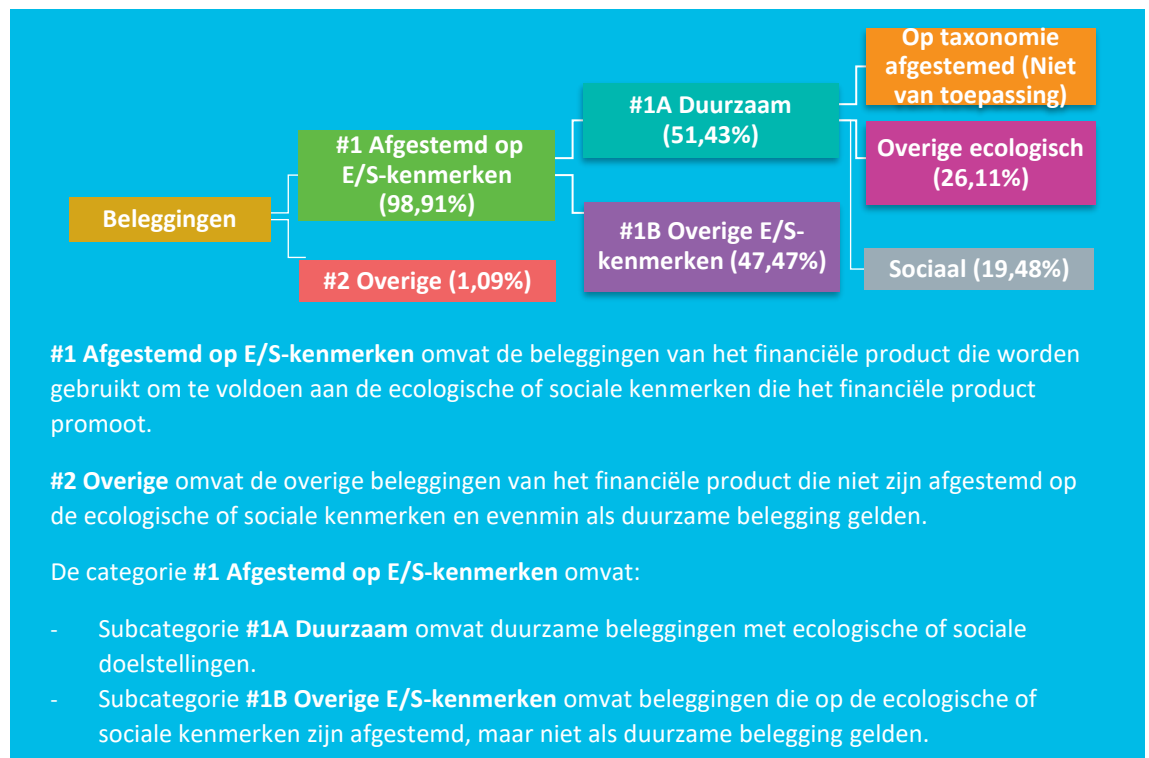 Op taxonomie
afgestemed (Niet
van toepassing)
#1A Duurzaam
(51,43%)
#1 Afgestemd op
E/S-kenmerken
(98,91%)
Overige ecologisch
(26,11%)
Beleggingen
#1B Overige E/S-
kenmerken (47,47%)
#2 Overige (1,09%)
Sociaal (19,48%)
#1 Afgestemd op E/S-kenmerken omvat de beleggingen van het financiële product die worden
gebruikt om te voldoen aan de ecologische of sociale kenmerken die het financiële product
promoot.
#2 Overige omvat de overige beleggingen van het financiële product die niet zijn afgestemd op
de ecologische of sociale kenmerken en evenmin als duurzame belegging gelden.
De categorie #1 Afgestemd op E/S-kenmerken omvat:
- Subcategorie #1A Duurzaam omvat duurzame beleggingen met ecologische of sociale
doelstellingen.
- Subcategorie #1B Overige E/S-kenmerken omvat beleggingen die op de ecologische of
sociale kenmerken zijn afgestemd, maar niet als duurzame belegging gelden.